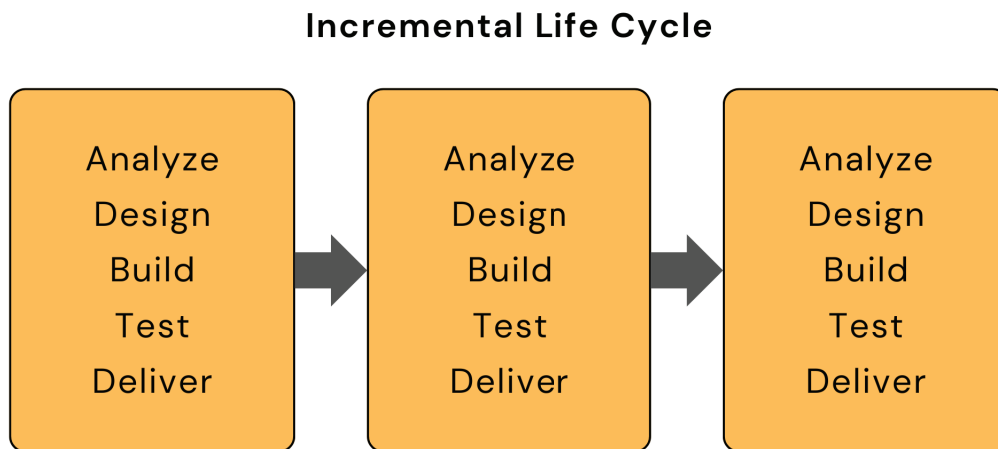 Incremental Life Cycle
Analyze
Design
Build
Test
Deliver
Analyze
Design
Build
Test
Deliver
Analyze
Design
Build
Test
Deliver